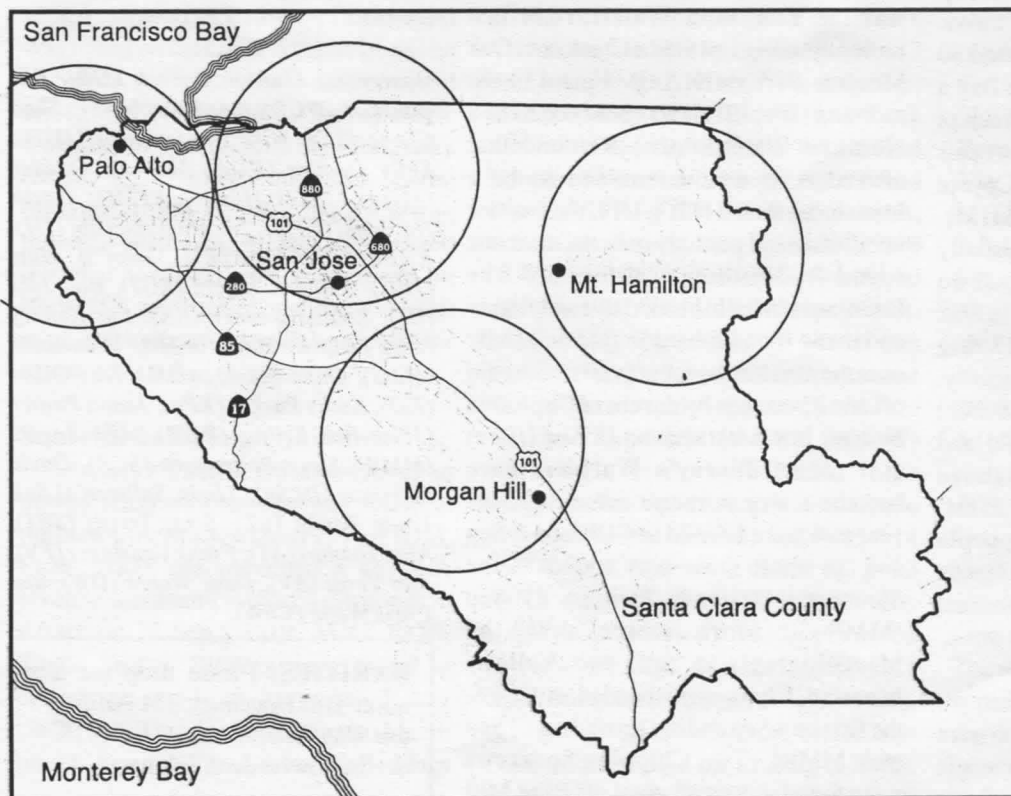 San Francisco Bay
Palo Alto
880
101
680
San Jose
280
Mt. Hamilton
85
17
101
Morgan Hill
Santa Clara County
Monterey Bay